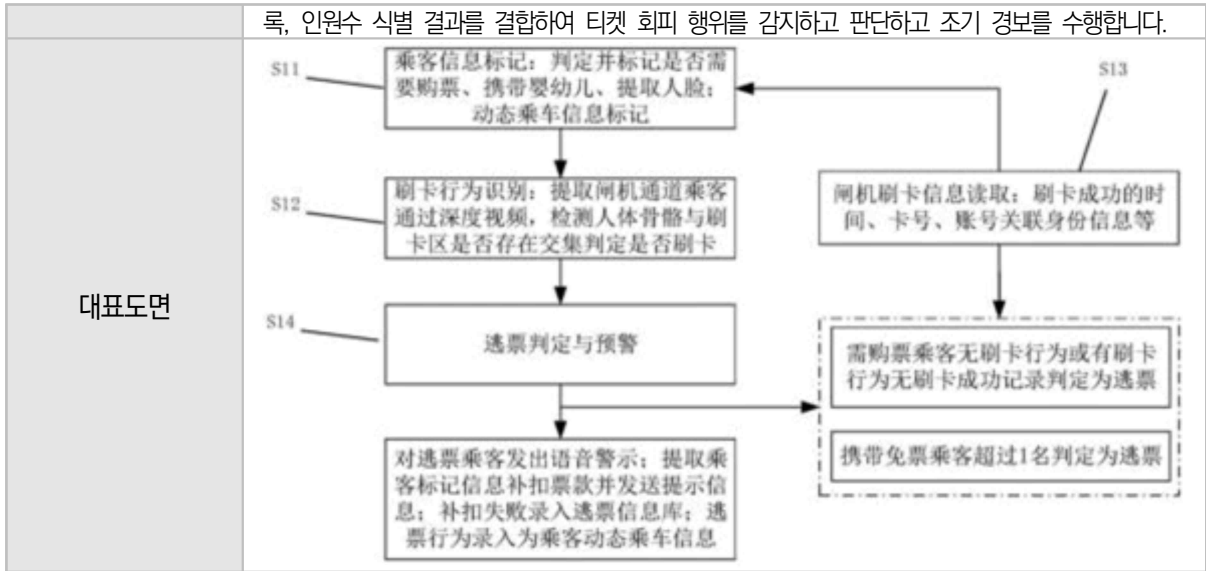 록, 인원수 식별 결과를 결합하여 티켓 회피 행위를 감지하고 판단하고 조기 경보를 수행합니다.
대표도면
S11
乘客信息标记：判定并标记是否需
要购票、携带婴幼儿、提取人脸；
动态乘车信息标记
S13
S12
刷卡行为识别：提取闸机通道乘客
通过深度视频，检测人体骨骼与刷
卡区是否存在交集判定是否刷卡
闸机刷卡信息读取：刷卡成功的时
间、卡号、账号关联身份信息等
S14
逃票判定与预警
需购票乘客无刷卡行为或有刷卡
行为无刷卡成功记录判定为逃票
携带免票乘客超过1名判定为逃票
对逃票乘客发出语音警示；提取乘
客标记信息补扣票款并发送提示信
息；补扣失败录入逃票信息库；逃
票行为录入为乘客动态乘车信息